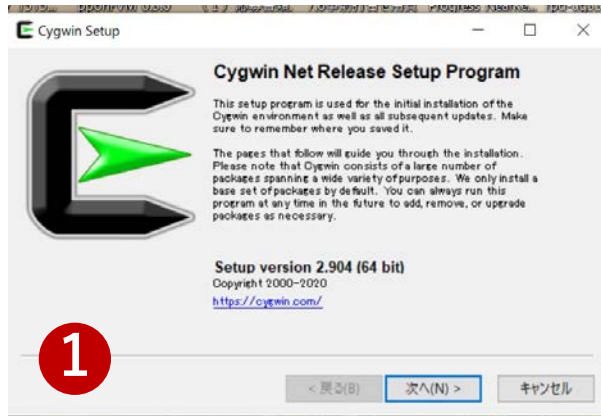 Cygwin Setup
Cygwin Net Release Setup Program
This setup program is used for the initial installation of the
Cygwin environment as well as all subsequent updates. Make
sure to remember where you saved it.
The pages that follow will guide you through the installation.
Please note that Cygwin consists of a large number of
packages spanning a wide variety of purposes. We only install a
base set of packages by default. You can always run this
program at any time in the future to add, remove, or upgrade
packages as necessary.
Setup version 2.904 (64 bit)
Copyright 2000-2020
https://cygwin.com/
1
< 戻る(B)
次へ(N) >
キャンセル